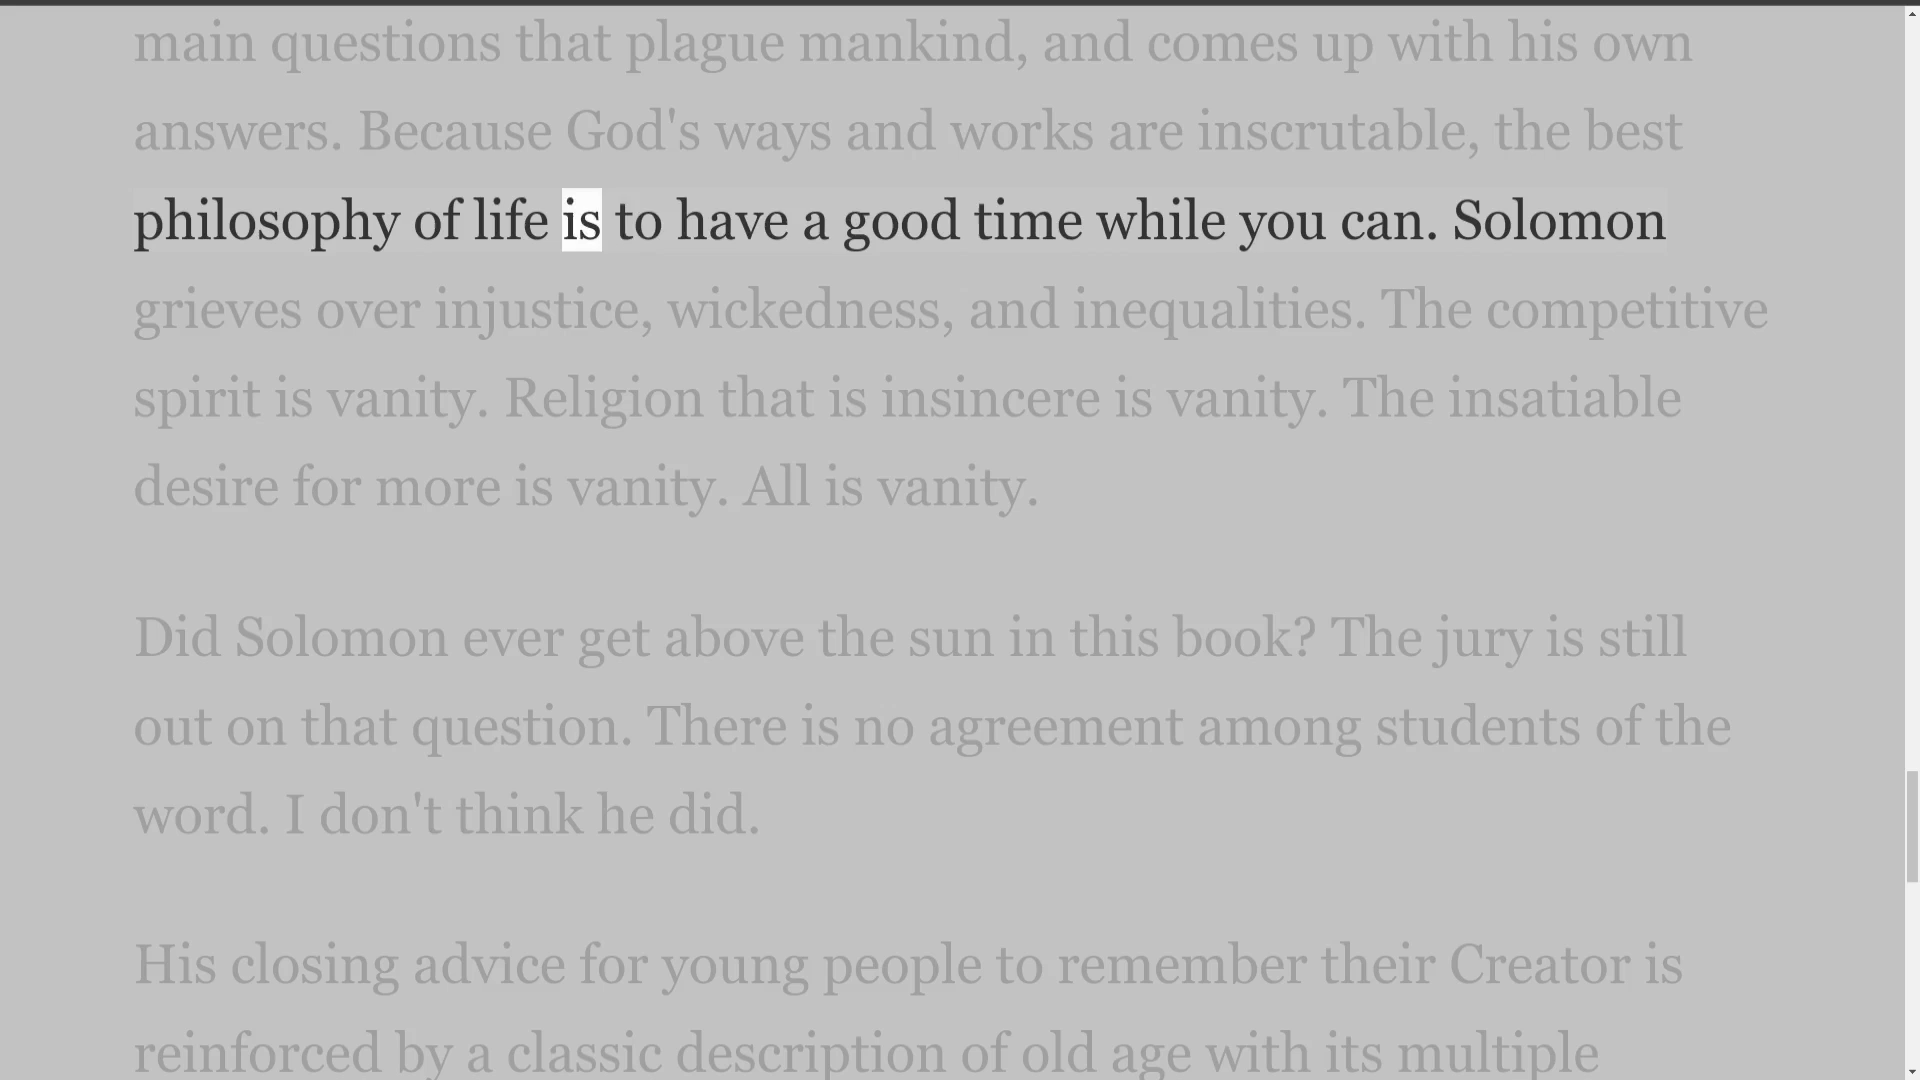 main questions that plague mankind, and comes up with his own
answers. Because God's ways and works are inscrutable, the best
philosophy of life is to have a good time while you can. Solomon
grieves over injustice, wickedness, and inequalities. The competitive
spirit is vanity. Religion that is insincere is vanity. The insatiable
desire for more is vanity. All is vanity.
Did Solomon ever get above the sun in this book? The jury is still
out on that question. There is no agreement among students of the
word. I don't think he did.
His closing advice for young people to remember their Creator is
reinforced by a classic description of old age with its multiple